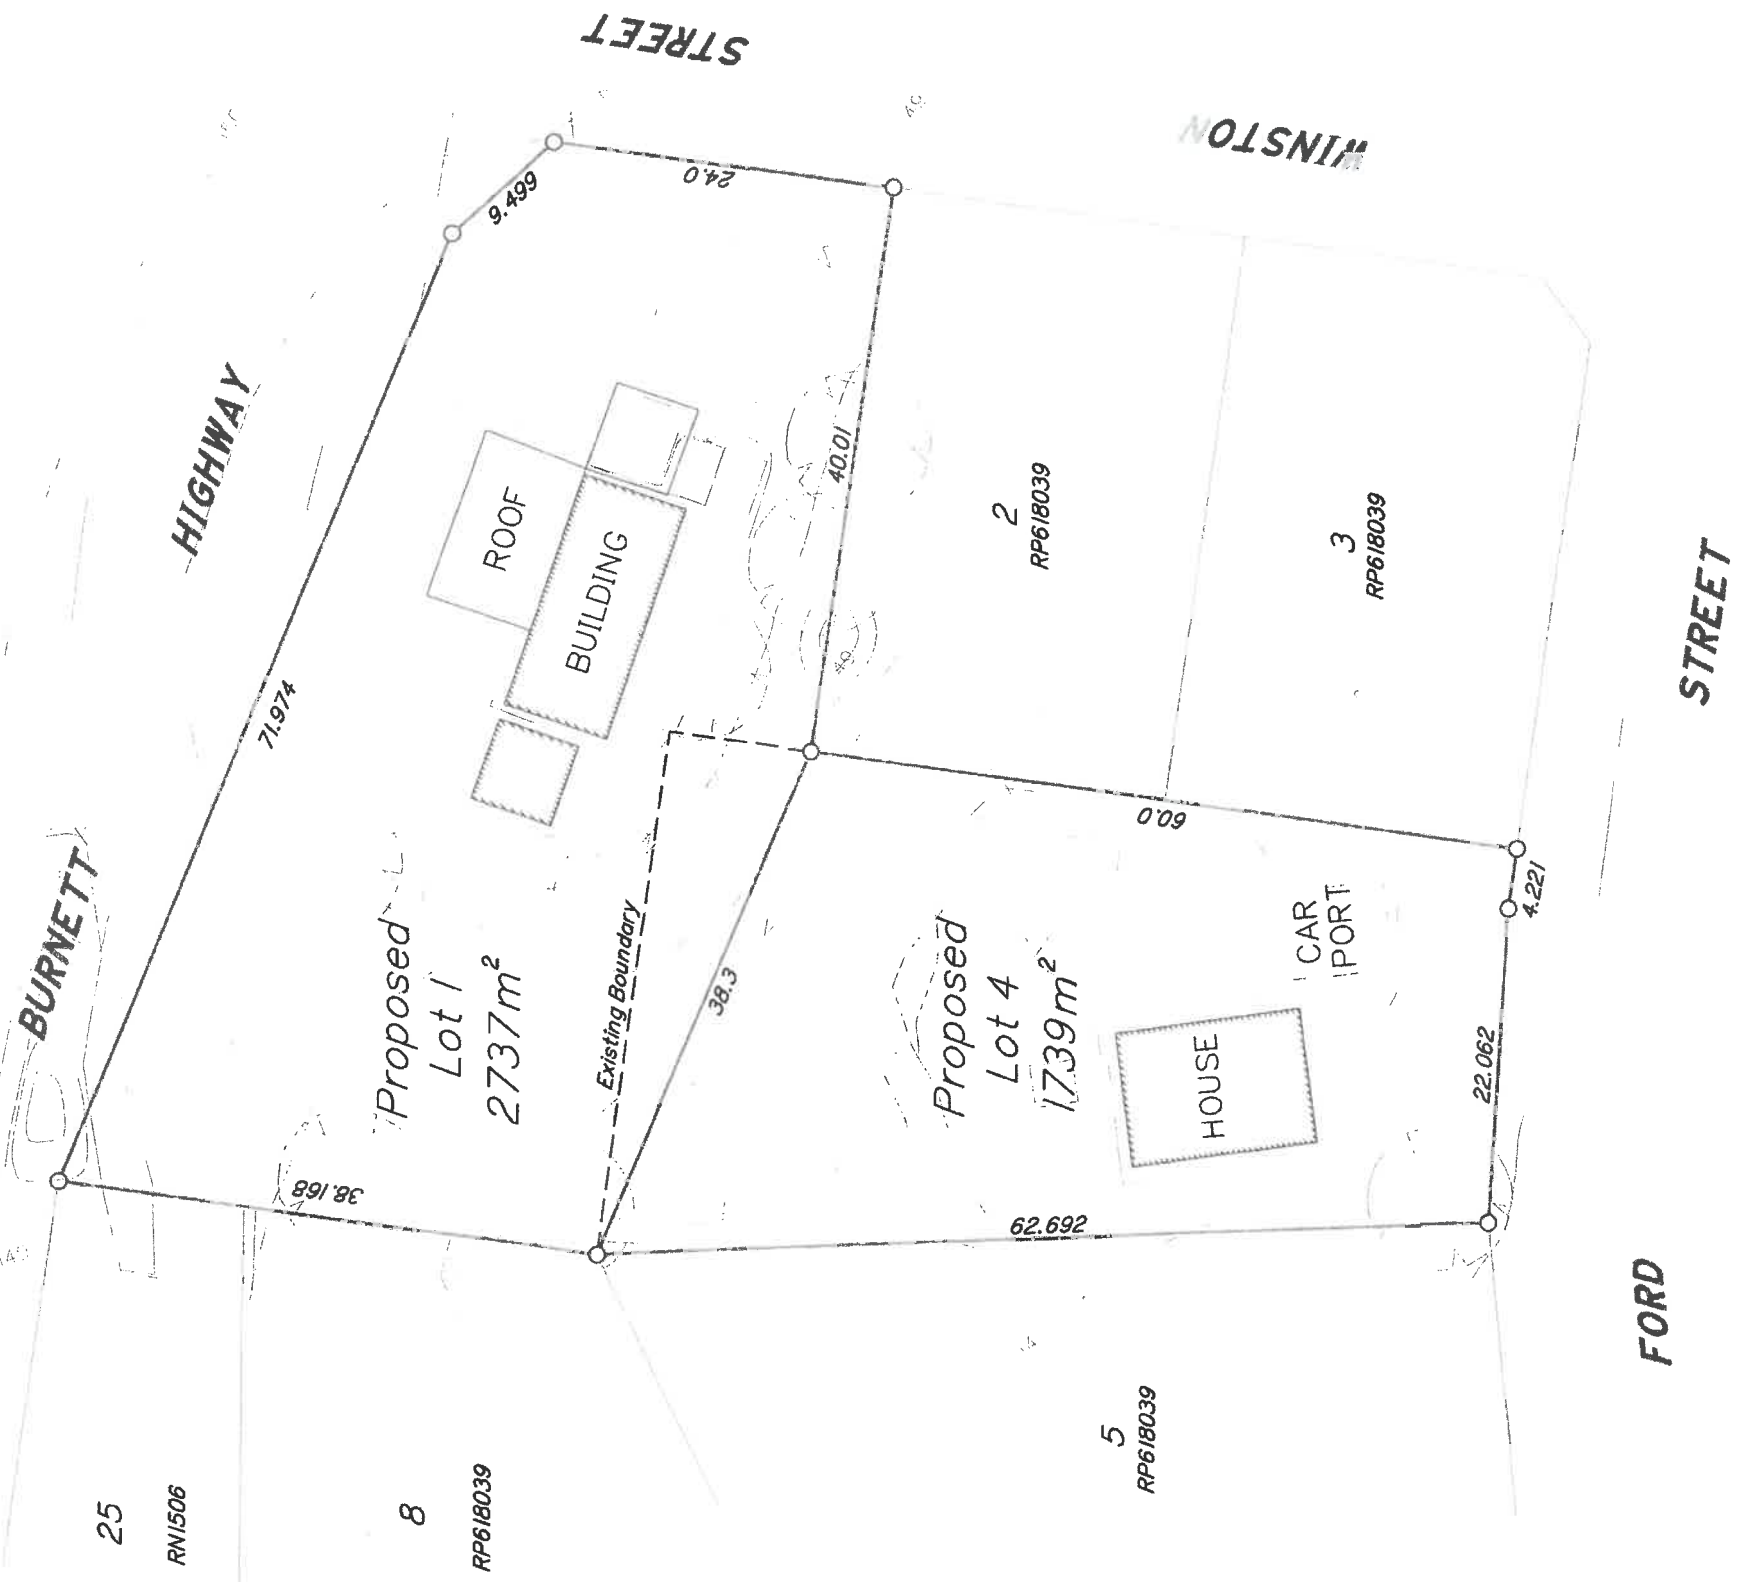 STREET
WINSTON
BURNETT
HIGHWAY
9.499
24.0
71.974
40.01
38.168
38.3
60.0
62.692
22.062
4.221
ROOF
BUILDING
Existing Boundary
Proposed
Lot 1
2737m²
Proposed
Lot 4
1739m²
HOUSE
CAR
PORT
2
RP618039
3
RP618039
25
RN1506
8
RP618039
5
RP618039
FORD
STREET